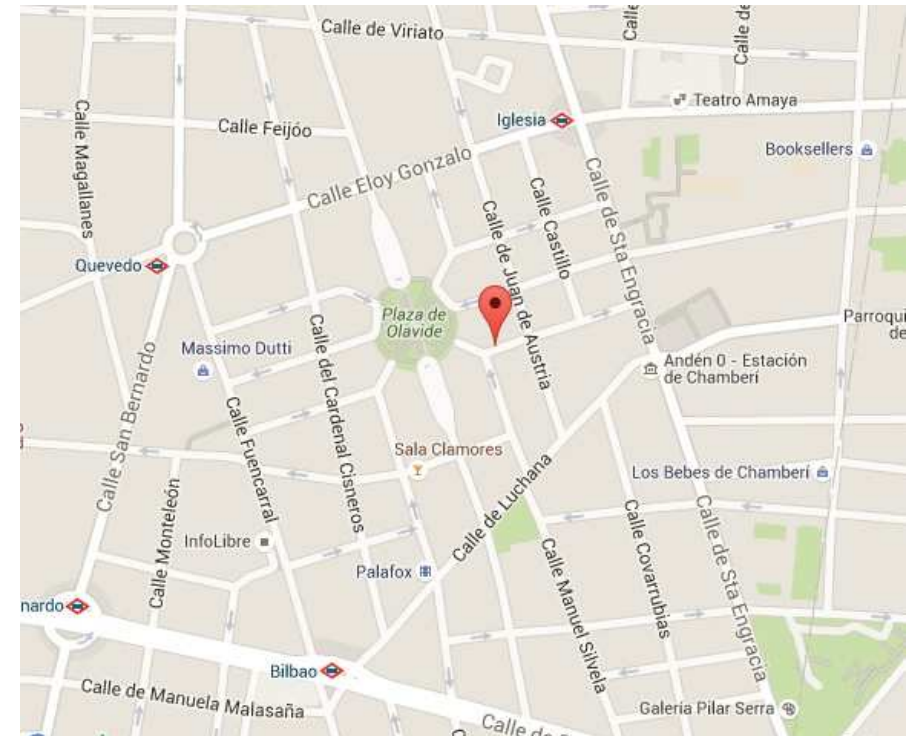 Calle de Viriato
Calle
Calle de
Teatro Amaya
Iglesia
Calle Feijóo
Calle Magallanes
Booksellers
Calle Eloy Gonzalo
Calle de Sta Engracia
Calle Castillo
Calle de Juan de Austria
Quevedo
Plaza de
Olavide
Parroqui
de
Massimo Dutti
Calle del Cardenal Cisneros
Andén 0 - Estación
de Chamberí
Calle San Bernardo
Calle Fuencarral
Sala Clamores
Los Bebes de Chamberí
Calle Monteleón
Calle de Luchana
InfoLibre
Calle Covarrubias
Calle de Sta Engracia
Palafox
Calle Manuel Silvela
nardo
Bilbao
Calle de Manuela Malasaña
Galeria Pilar Serra
Calle de